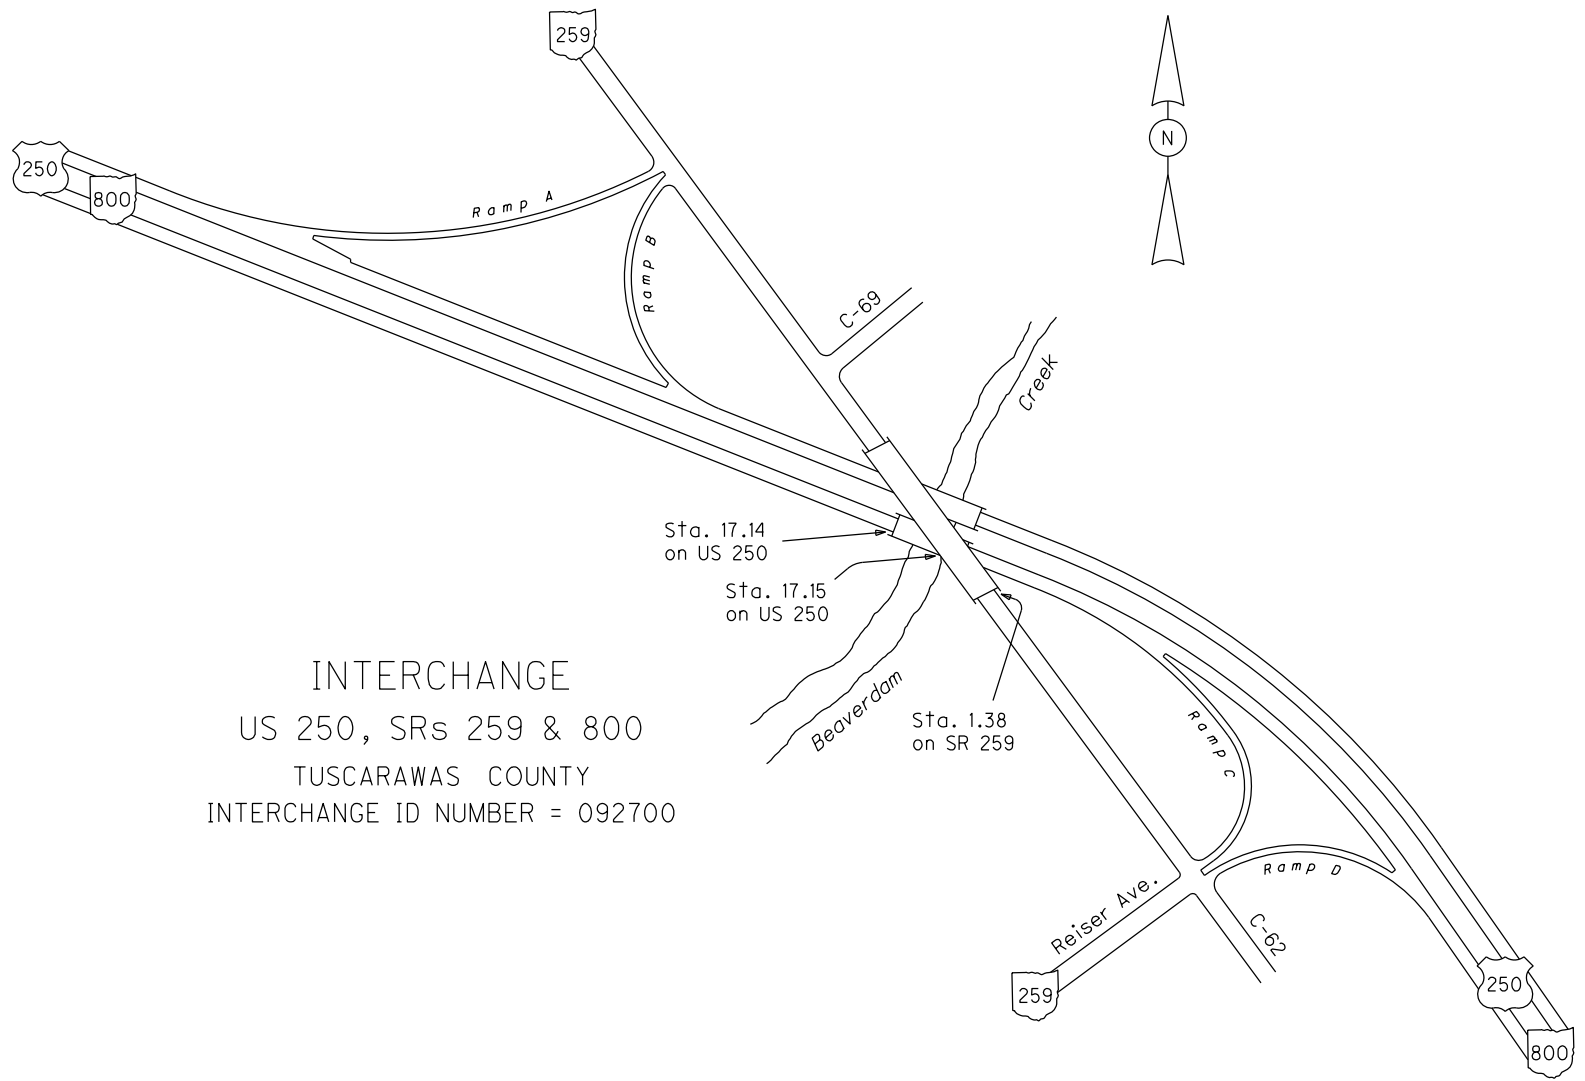 259
N
250
800
Ramp A
Ramp B
C-69
Creek
Sta. 17.14
on US 250
Sta. 17.15
on US 250
INTERCHANGE
US 250, SRs 259 & 800
TUSCARAWAS COUNTY
INTERCHANGE ID NUMBER = 092700
Beaverdam
Sta. 1.38
on SR 259
Ramp C
Ramp D
Reiser Ave.
C-62
259
250
800